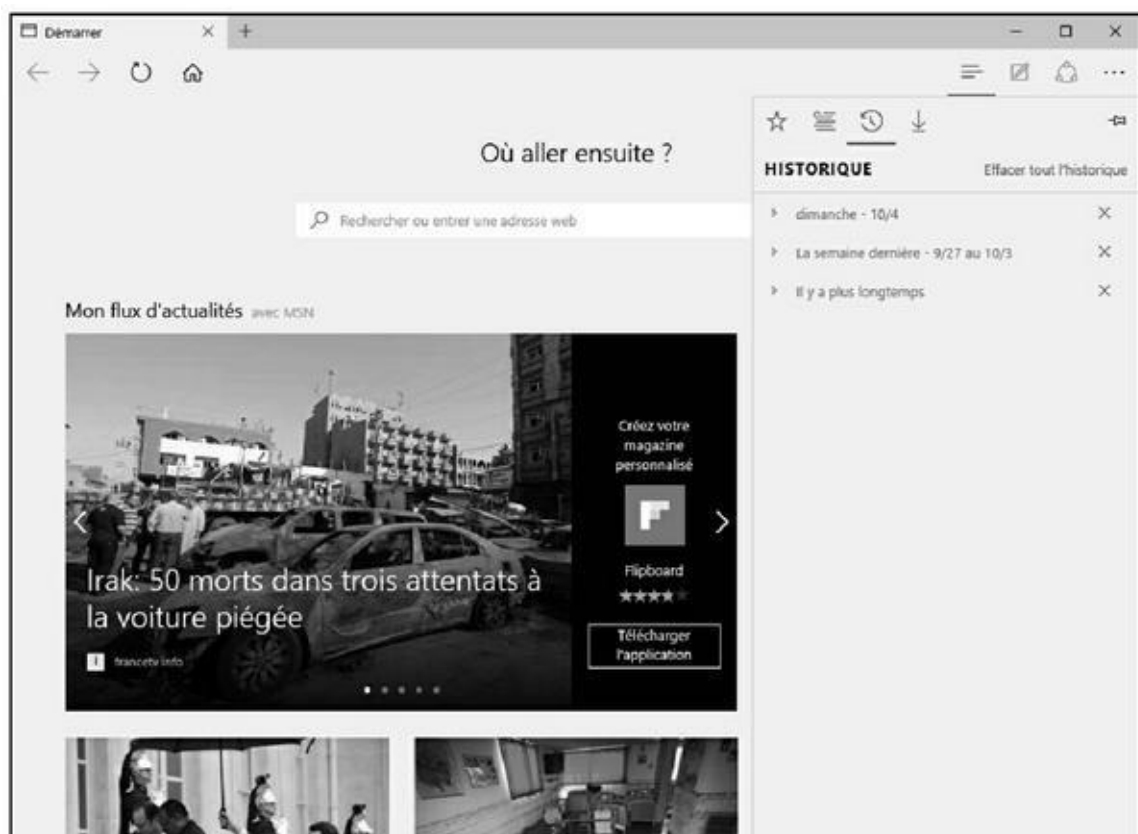 Démarrer
Où aller ensuite ?
Rechercher ou entrer une adresse web
Mon flux d'actualités avec MSN
Irak: 50 morts dans trois attentats à
la voiture piégée
francetv info
Créez votre
magazine
personnalisé
Flipboard
Télécharger
l'application
HISTORIQUE Effacer tout l'historique
dimanche - 10/4
La semaine dernière - 9/27 au 10/3
Il y a plus longtemps